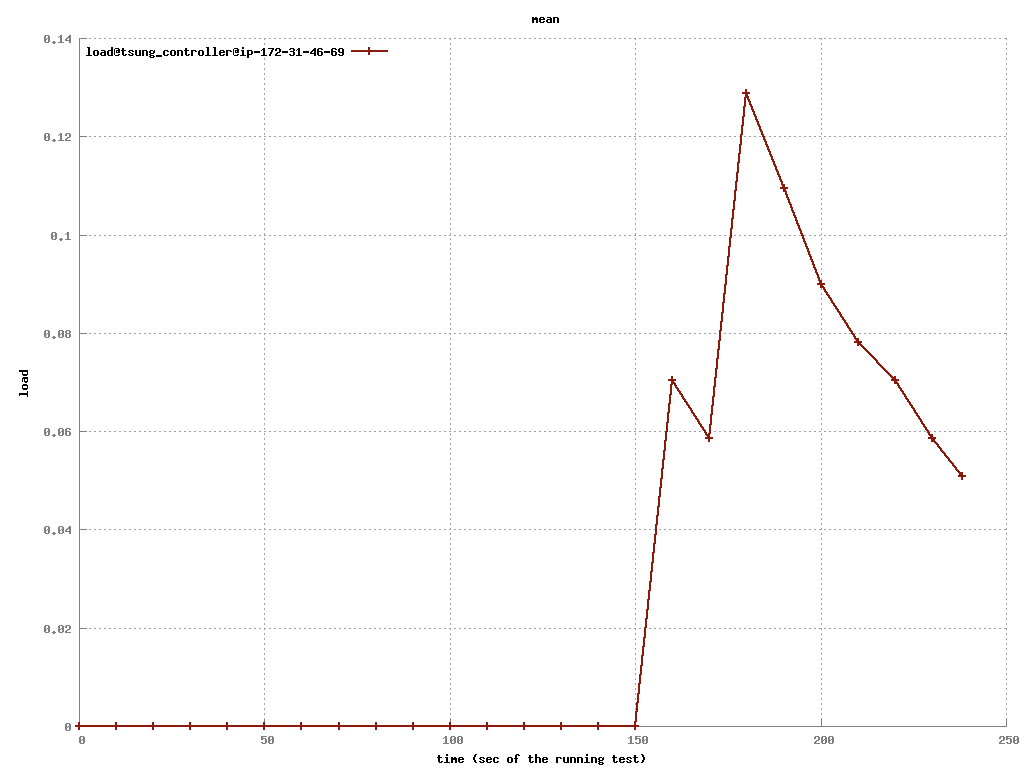 mean
load@tsung_controller@ip-172-31-46-69
0.14
0.12
0.1
0.08
0.06
0.04
0.02
0
load
0 50 100 150 200 250
time (sec of the running test)